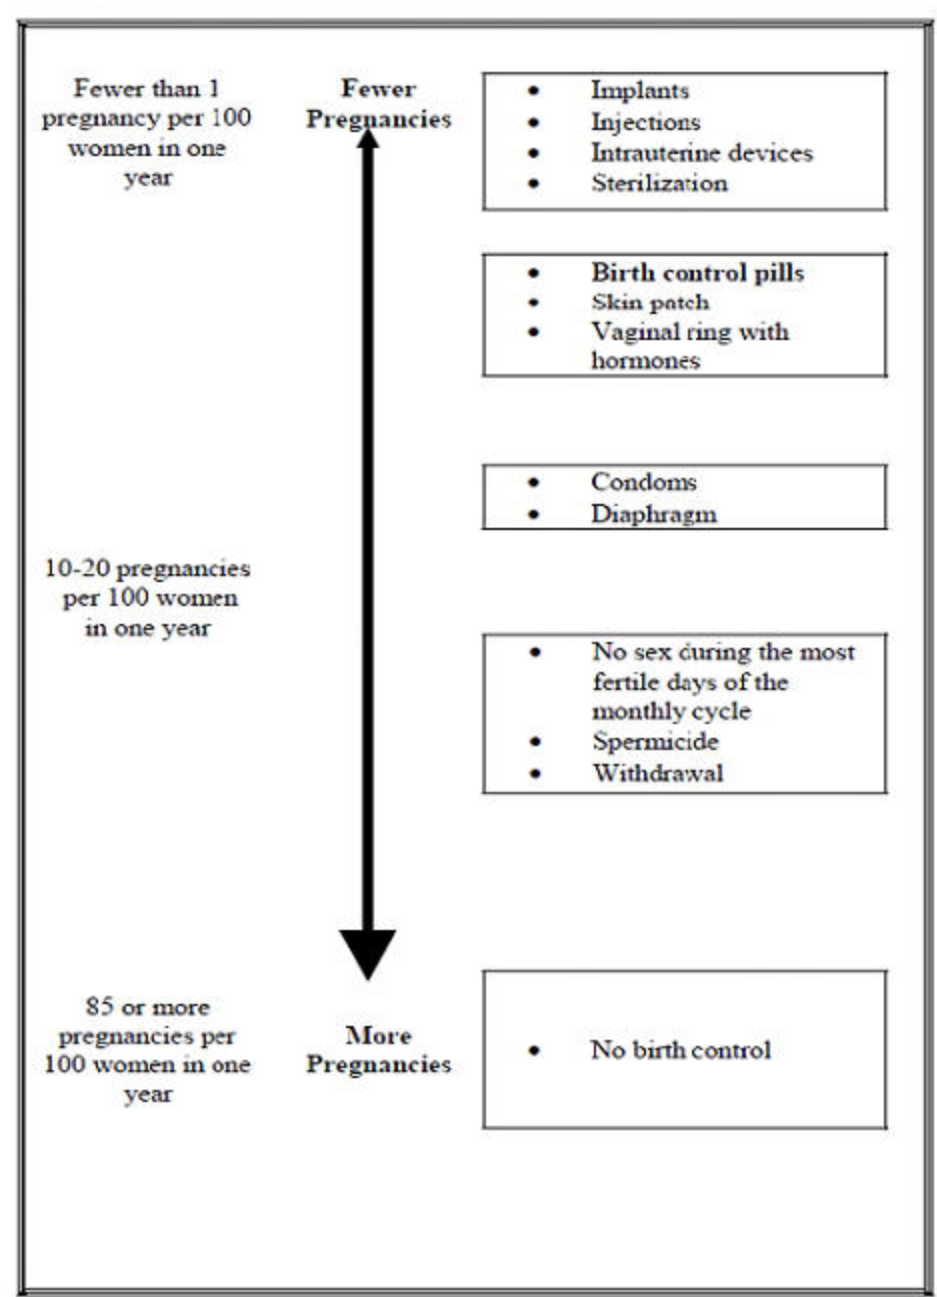 Fewer than 1
pregnancy per 100
women in one
year
Fewer
Pregnancies
• Implants
• Injections
• Intrauterine devices
• Sterilization
• Birth control pills
• Skin patch
• Vaginal ring with
hormones
• Condoms
• Diaphragm
10-20 pregnancies
per 100 women
in one year
• No sex during the most
fertile days of the
monthly cycle
• Spermicide
• Withdrawal
85 or more
pregnancies per
100 women in one
year
More
Pregnancies
• No birth control